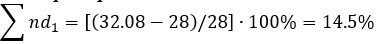 ∑ nd₁ = [(32.08 − 28)/28] · 100% = 14.5%